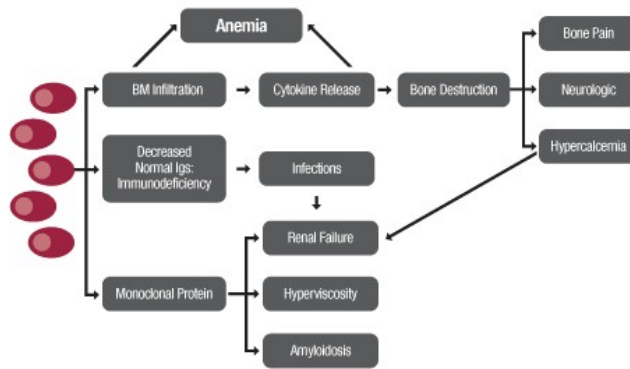 Anemia
Bone Pain
BM Infiltration
Cytokine Release
Bone Destruction
Neurologic
Hypercalcemia
Decreased
Normal Igs:
Immunodeficiency
Infections
Renal Failure
Monoclonal Protein
Hyperviscosity
Amyloidosis